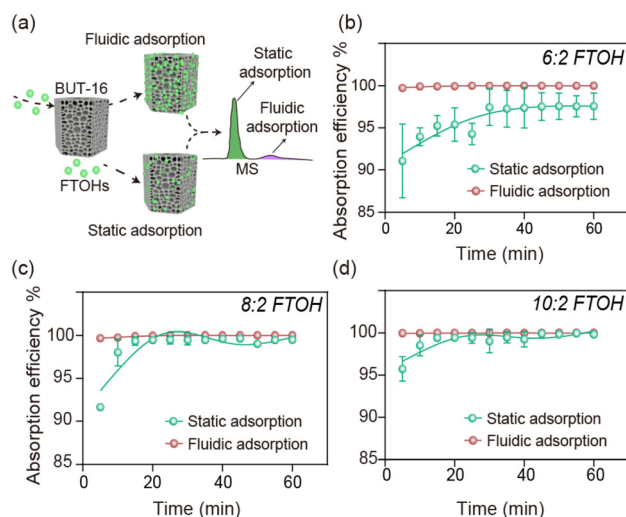 (a)
Fluidic adsorption
BUT-16
FTOHs
Static adsorption
Static
adsorption
Fluidic
adsorption
MS
(b)
6:2 FTOH
Absorption efficiency %
100
95
90
85
Static adsorption
Fluidic adsorption
0 20 40 60
Time (min)
(c)
8:2 FTOH
Absorption efficiency %
100
95
90
85
Static adsorption
Fluidic adsorption
0 20 40 60
Time (min)
(d)
10:2 FTOH
Absorption efficiency %
100
95
90
85
Static adsorption
Fluidic adsorption
0 20 40 60
Time (min)